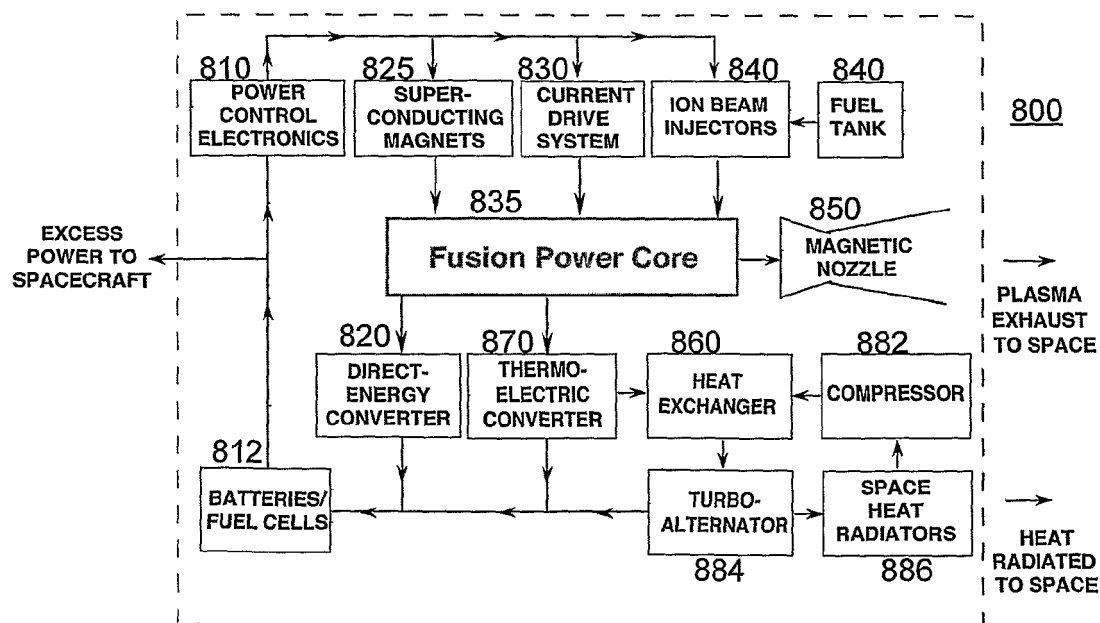 810
825
830
840
840
800
POWER
CONTROL
ELECTRONICS
SUPER-
CONDUCTING
MAGNETS
CURRENT
DRIVE
SYSTEM
ION BEAM
INJECTORS
FUEL
TANK
835
Fusion Power Core
850
MAGNETIC
NOZZLE
EXCESS
POWER TO
SPACECRAFT
PLASMA
EXHAUST
TO SPACE
820
870
860
882
DIRECT-
ENERGY
CONVERTER
THERMO-
ELECTRIC
CONVERTER
HEAT
EXCHANGER
COMPRESSOR
812
BATTERIES/
FUEL CELLS
TURBO-
ALTERNATOR
SPACE
HEAT
RADIATORS
884
886
HEAT
RADIATED
TO SPACE